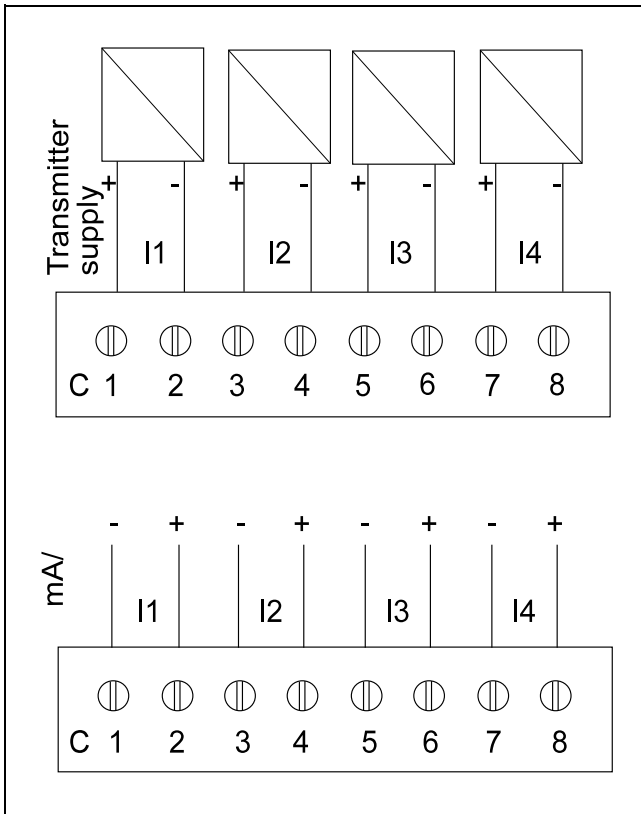 Transmitter
supply
+ - + - + - + -
I1 I2 I3 I4
C 1 2 3 4 5 6 7 8
mA/
- + - + - + - +
I1 I2 I3 I4
C 1 2 3 4 5 6 7 8